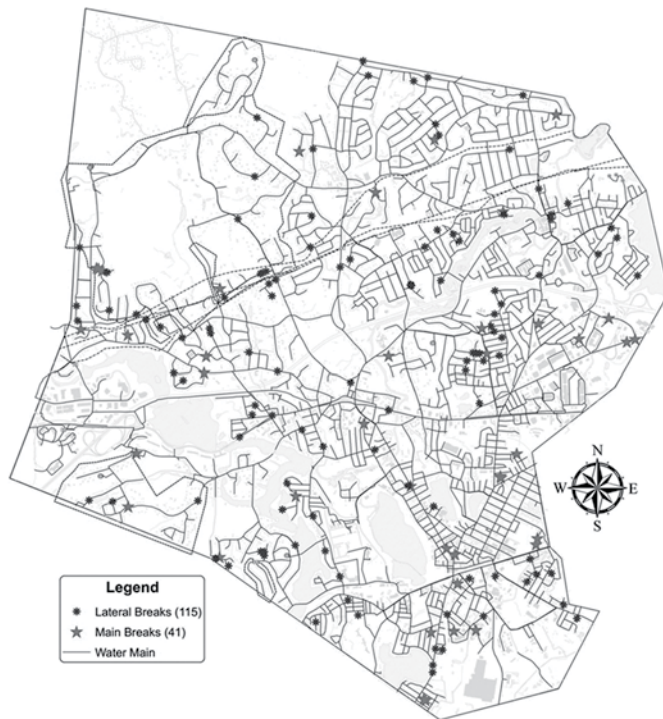 N
W E
S
Legend
Lateral Breaks (115)
Main Breaks (41)
Water Main